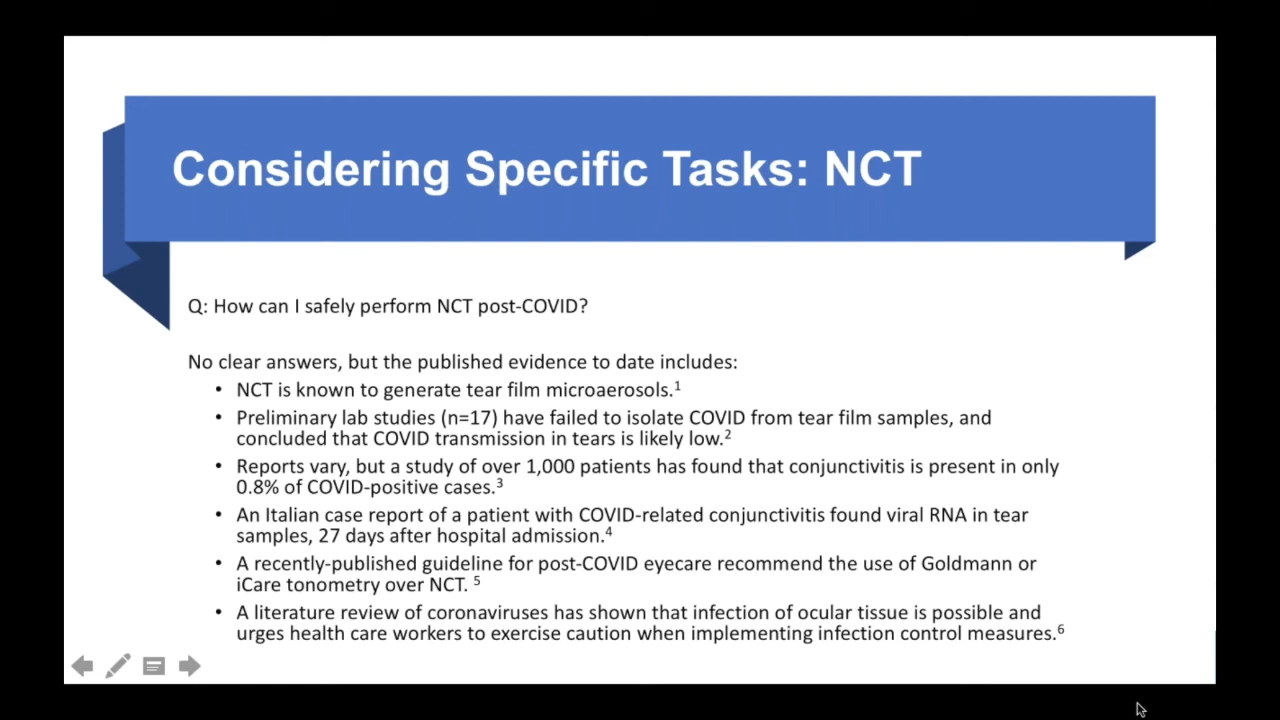 Considering Specific Tasks: NCT
Q: How can I safely perform NCT post-COVID?
No clear answers, but the published evidence to date includes:
• NCT is known to generate tear film microaerosols.1
• Preliminary lab studies (n=17) have failed to isolate COVID from tear film samples, and
concluded that COVID transmission in tears is likely low.2
• Reports vary, but a study of over 1,000 patients has found that conjunctivitis is present in only
0.8% of COVID-positive cases.3
• An Italian case report of a patient with COVID-related conjunctivitis found viral RNA in tear
samples, 27 days after hospital admission.4
• A recently-published guideline for post-COVID eyecare recommend the use of Goldmann or
iCare tonometry over NCT. 5
• A literature review of coronaviruses has shown that infection of ocular tissue is possible and
urges health care workers to exercise caution when implementing infection control measures.6